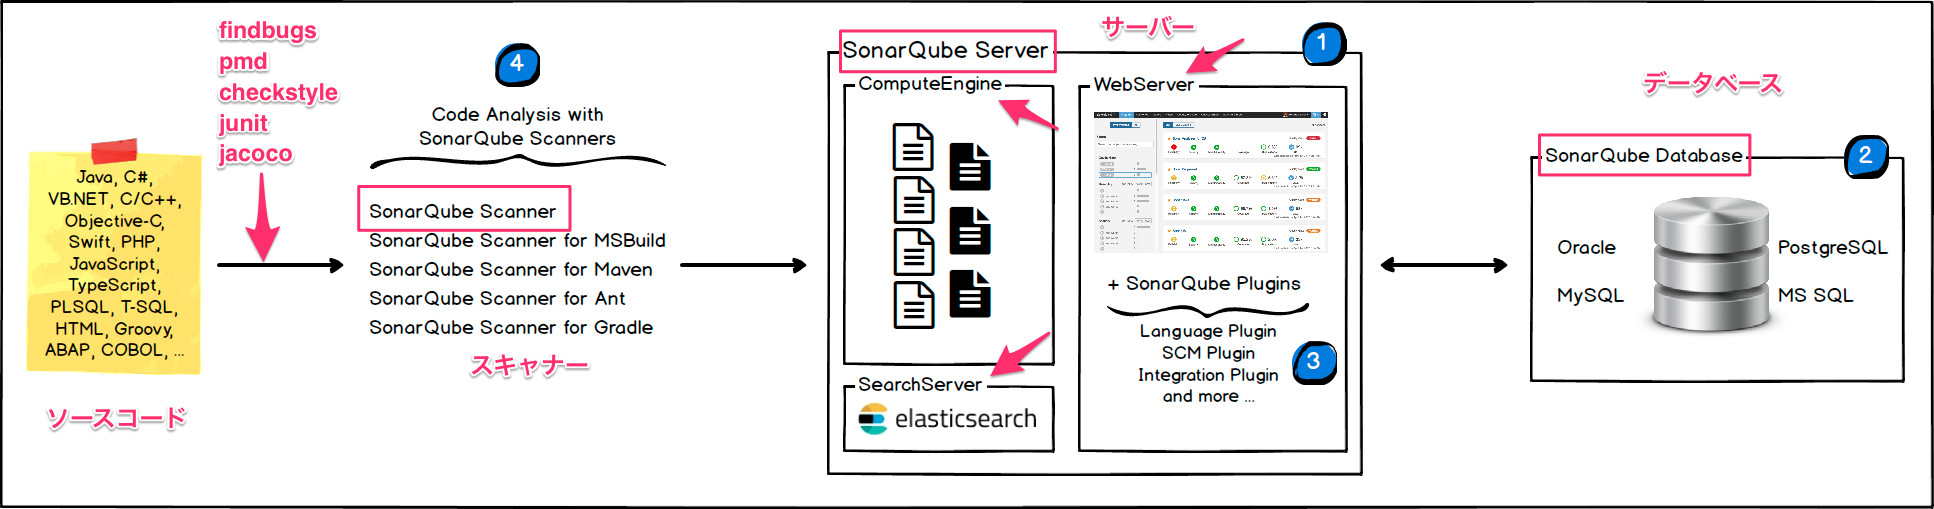 findbugs
pmd
checkstyle
junit
jacoco
Java, C#,
VB.NET, C/C++,
Objective-C,
Swift, PHP,
JavaScript,
TypeScript,
PLSQL, T-SQL,
HTML, Groovy,
ABAP, COBOL, ...
ソースコード
4
Code Analysis with
SonarQube Scanners
SonarQube Scanner
SonarQube Scanner for MSBuild
SonarQube Scanner for Maven
SonarQube Scanner for Ant
SonarQube Scanner for Gradle
スキャナー
サーバー
1
SonarQube Server
ComputeEngine
SearchServer
elasticsearch
WebServer
+ SonarQube Plugins
Language Plugin
SCM Plugin
Integration Plugin
and more ...
3
データベース
2
SonarQube Database
Oracle
PostgreSQL
MySQL
MS SQL